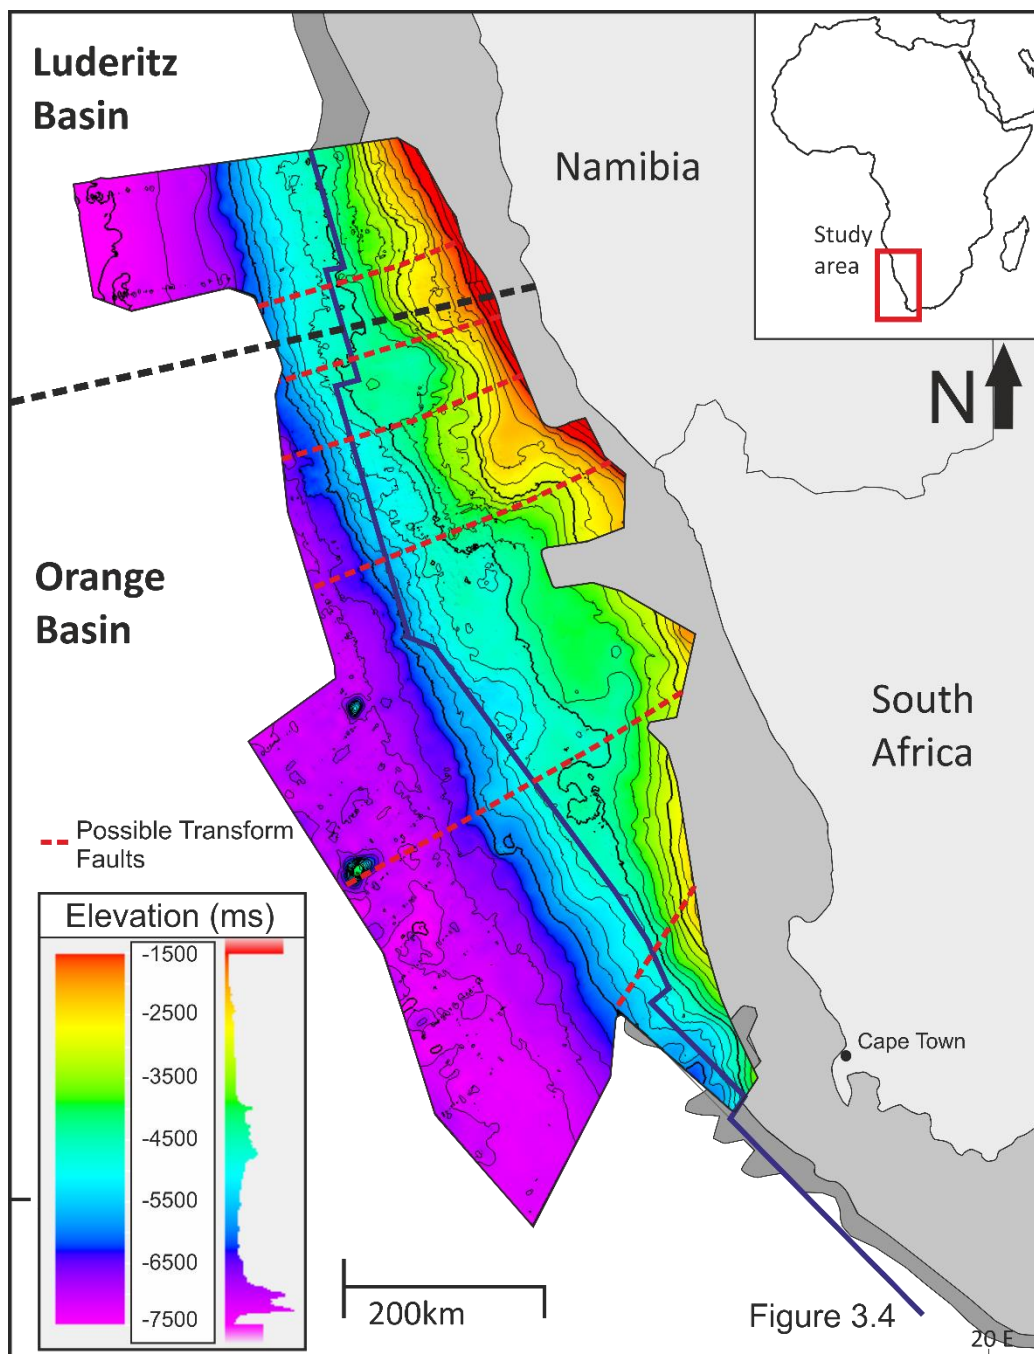 Luderitz
Basin
Namibia
Study
area
N
Orange
Basin
South
Africa
Possible Transform
Faults
Elevation (ms)
-1500
-2500
-3500
-4500
-5500
-6500
-7500
Cape Town
200km
Figure 3.4
20 E